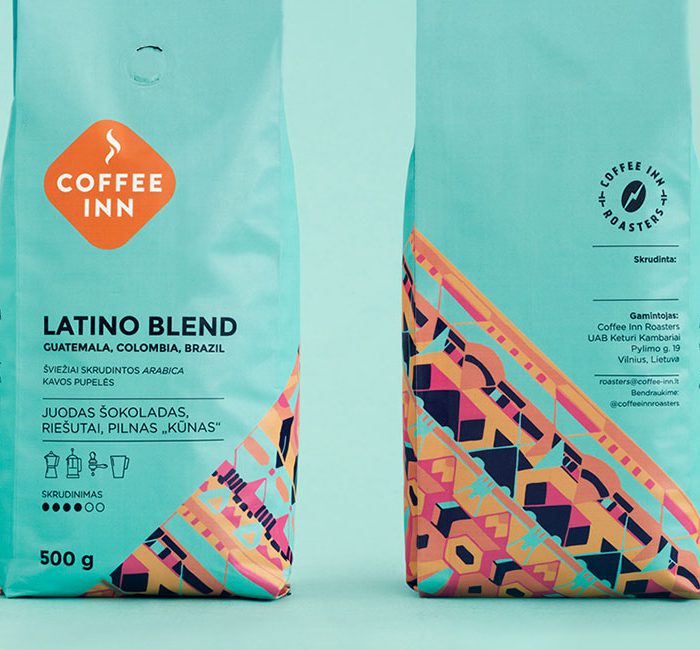 COFFEE
INN
LATINO BLEND
GUATEMALA, COLOMBIA, BRAZIL
ŠVIEŽIAI SKRUDINTOS ARABICA
KAVOS PUPELĖS
JUODAS ŠOKOLADAS,
RIEŠUTAI, PILNAS „KŪNAS“
SKRUDINIMAS
500 g
COFFEE INN
ROASTERS
Skrudinta:
Gamintojas:
Coffee Inn Roasters
UAB Keturi Kambariai
Pylimo g. 19
Vilnius, Lietuva
roasters@coffee-inn.lt
Bendraukime:
@coffeeinnroasters